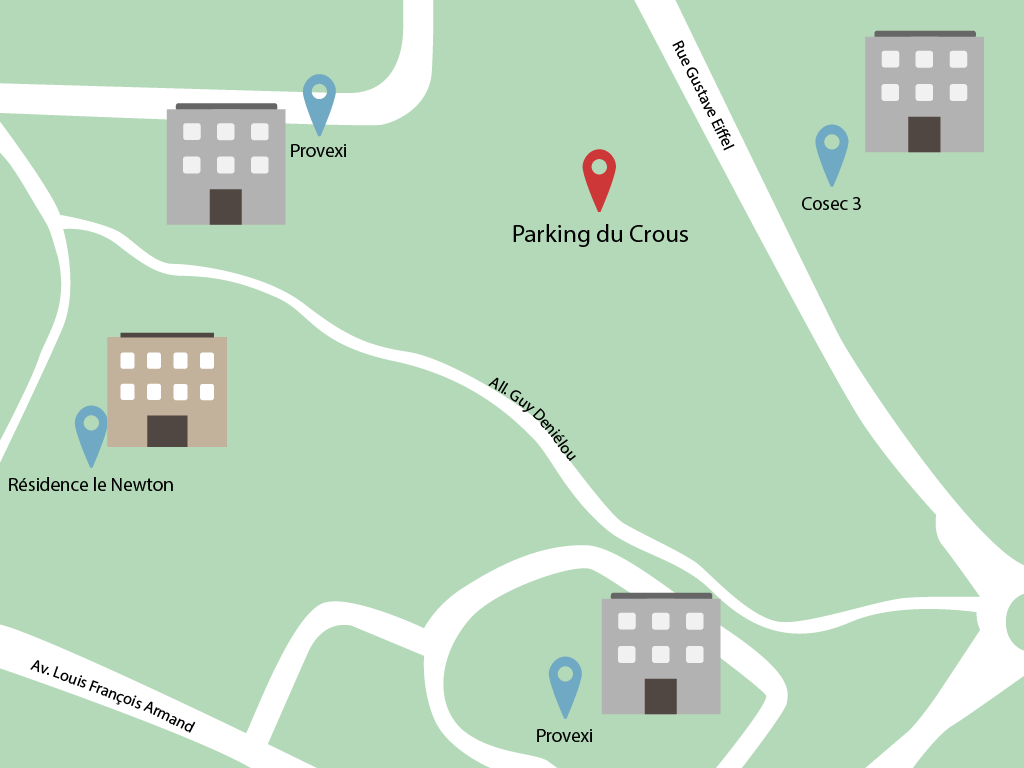 Rue Gustave Eiffel
Provexi
Cosec 3
Parking du Crous
All. Guy Deniélou
Résidence le Newton
Av. Louis François Armand
Provexi